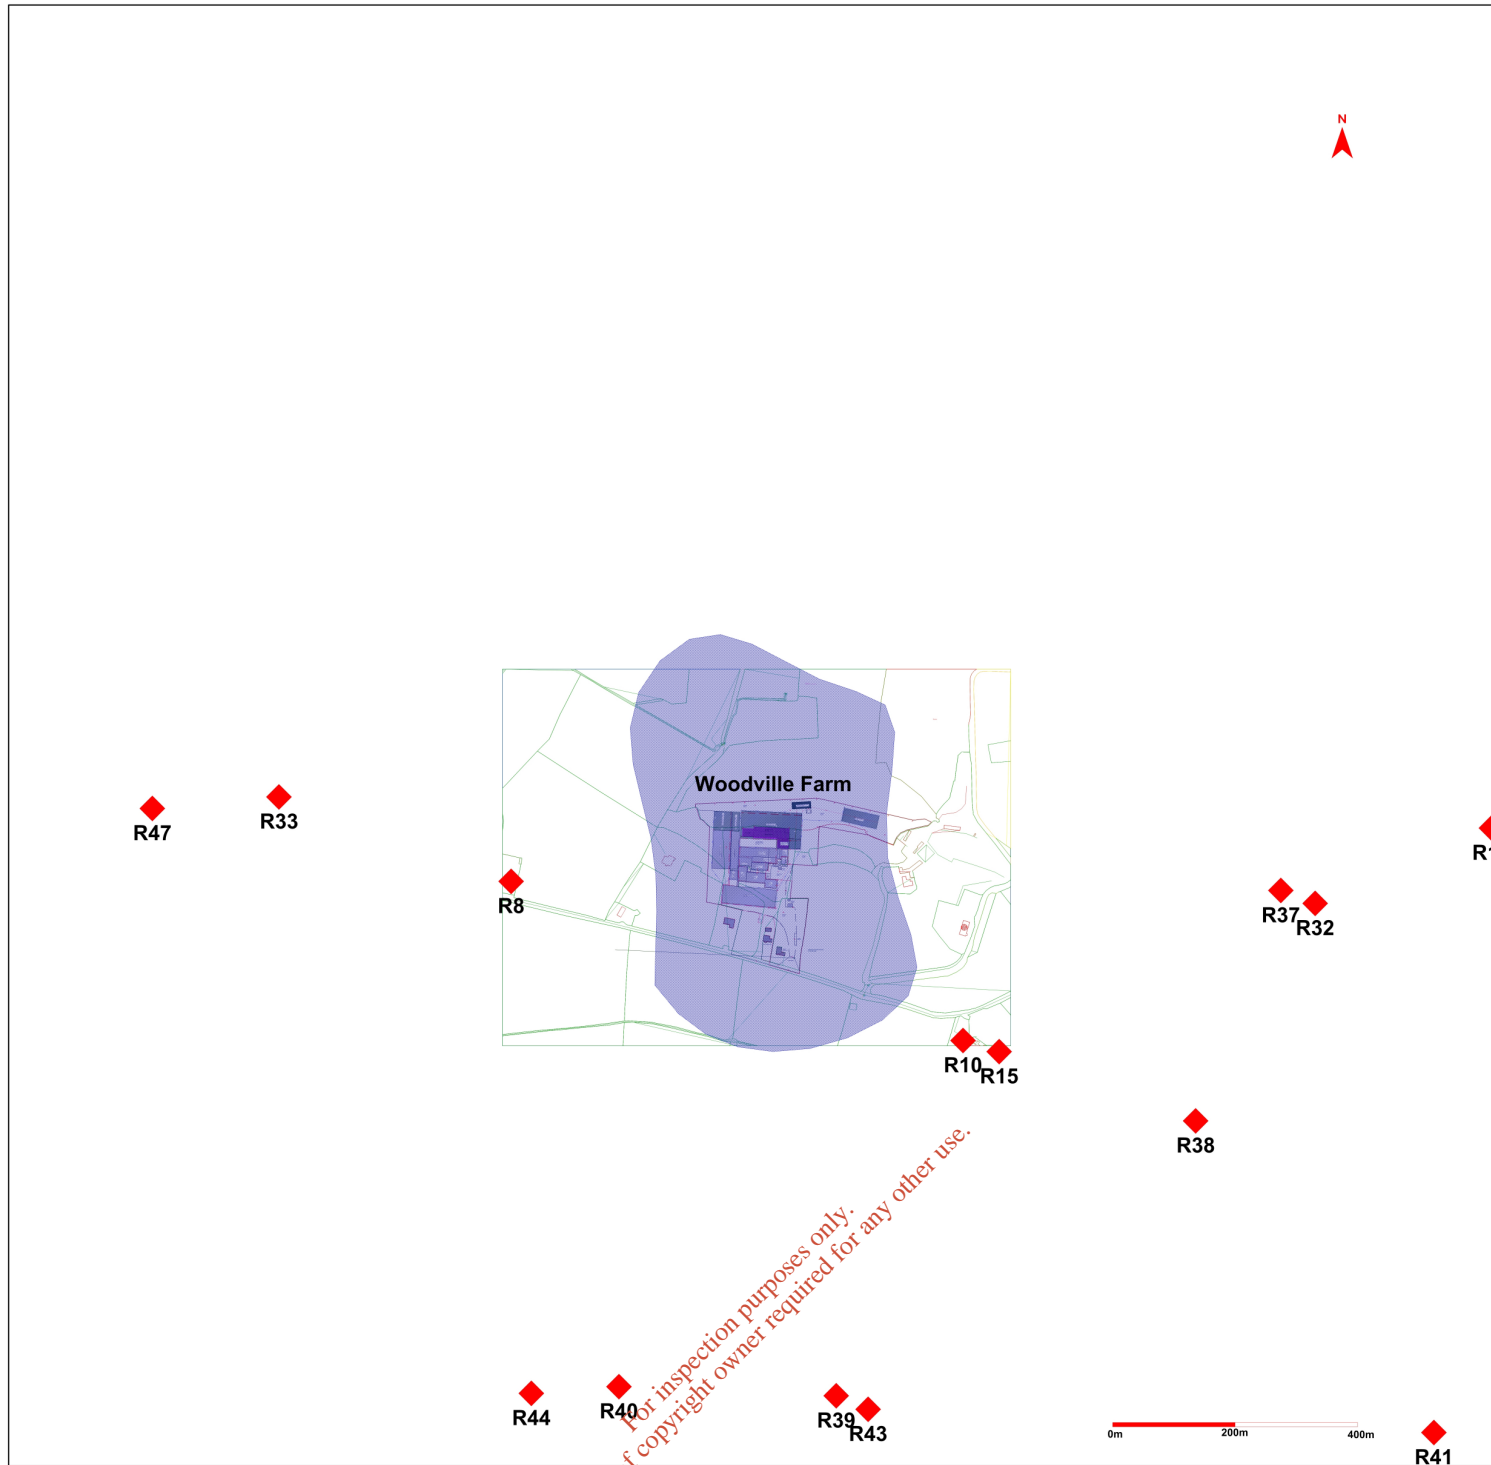 N
Woodville Farm
R47
R33
R8
R37
R32
R10
R15
R38
For inspection purposes only.
copyright owner required for any other use.
R44
R40
R39
R43
0m
200m
400m
R41